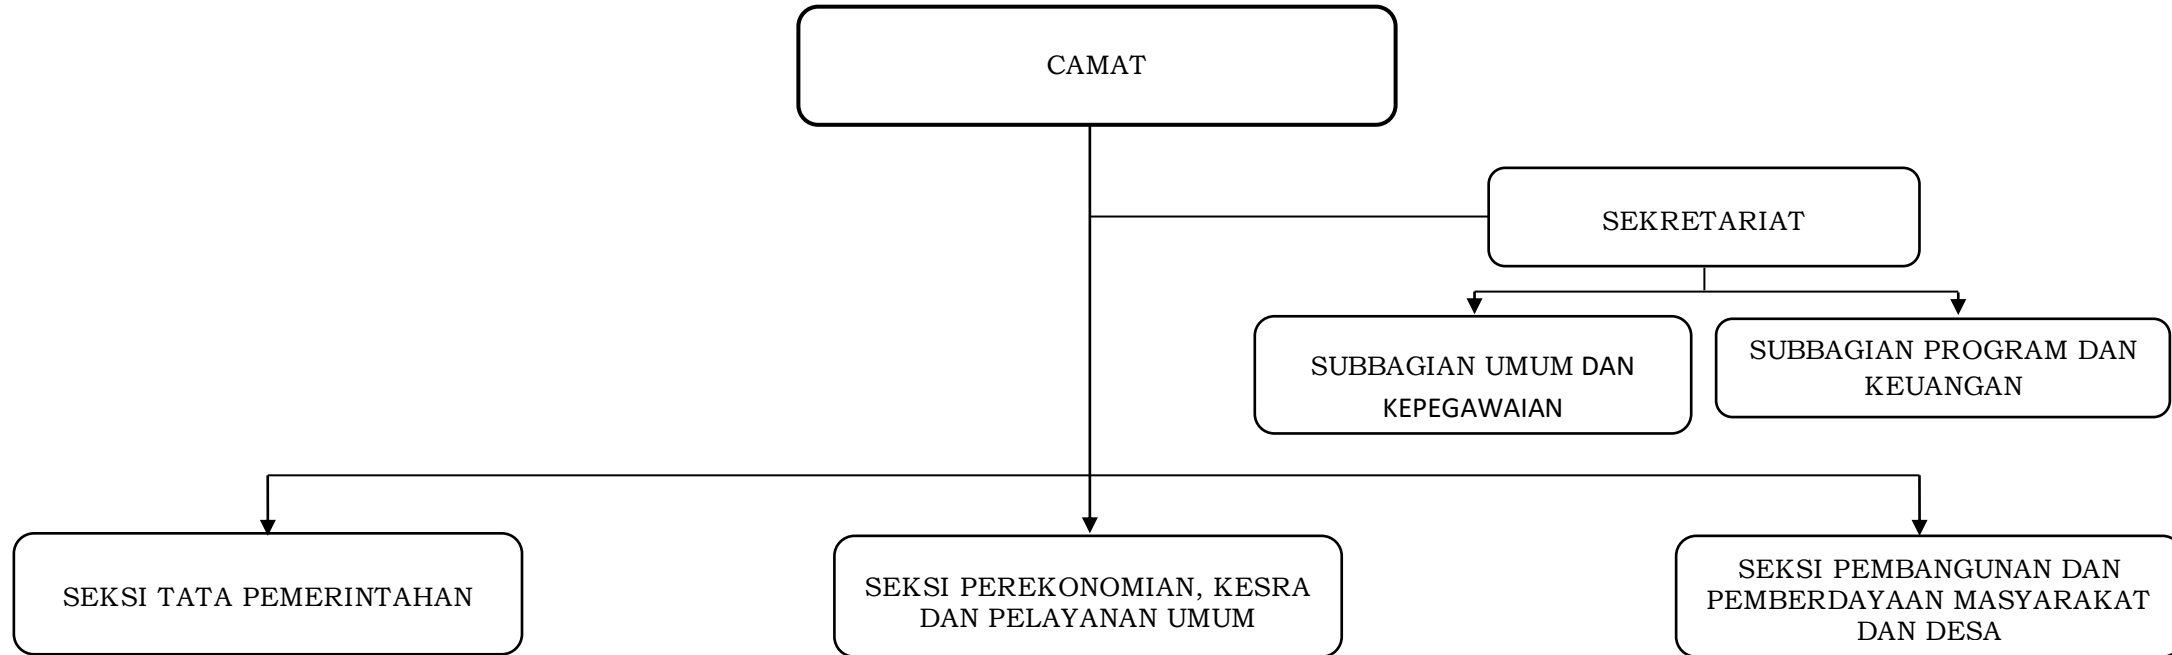 CAMAT
SEKRETARIAT
SUBBAGIAN UMUM DAN
KEPEGAWAIAN
SUBBAGIAN PROGRAM DAN
KEUANGAN
SEKSI TATA PEMERINTAHAN
SEKSI PEREKONOMIAN, KESRA
DAN PELAYANAN UMUM
SEKSI PEMBANGUNAN DAN
PEMBERDAYAAN MASYARAKAT
DAN DESA